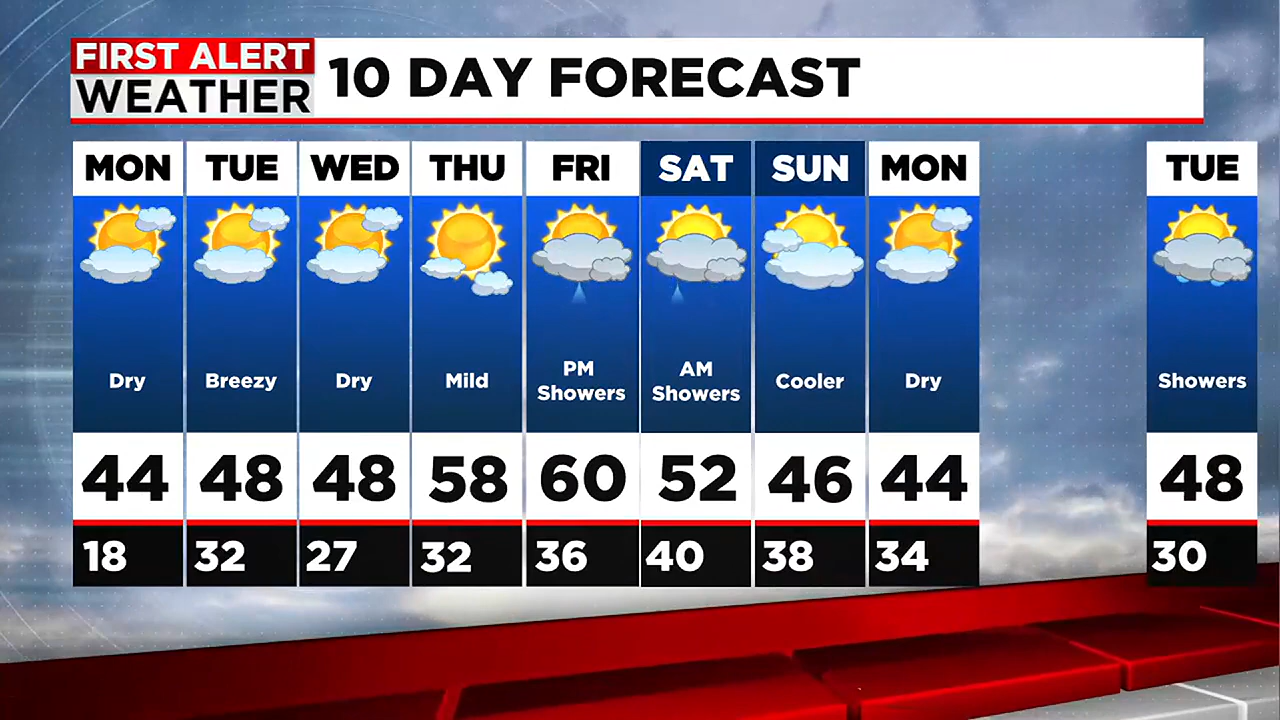 FIRST ALERT
WEATHER
10 DAY FORECAST
MON TUE WED THU FRI SAT SUN MON TUE
Dry Breezy Dry Mild PM Showers AM Showers Cooler Dry Showers
44 48 48 58 60 52 46 44 48
18 32 27 32 36 40 38 34 30